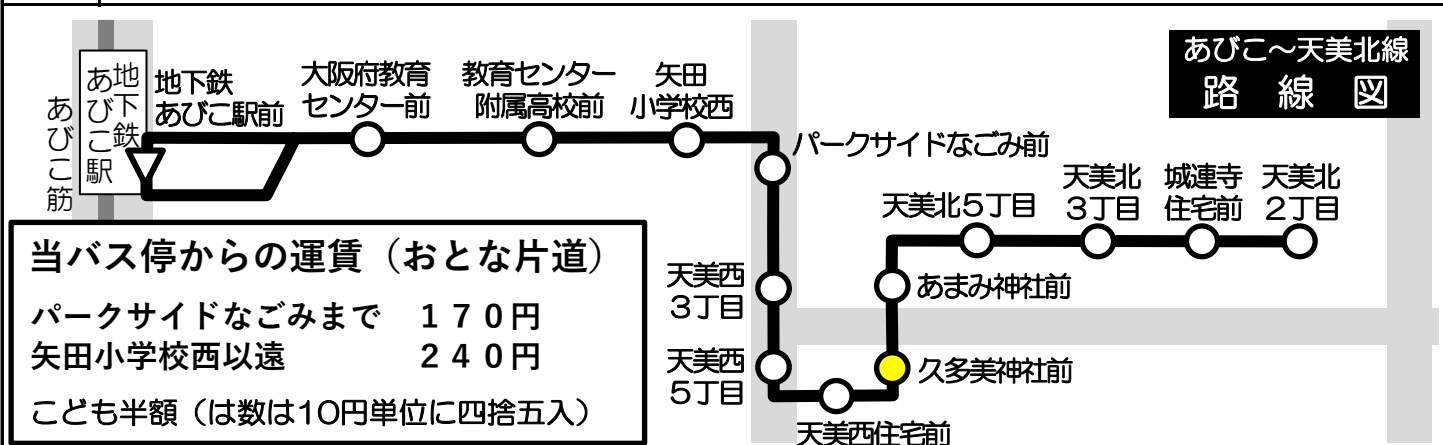 あびこ～天美北線
路線図
あびこ筋
地下鉄
あびこ駅
地下鉄
あびこ駅前
大阪府教育
センター前
教育センター
附属高校前
矢田
小学校西
パークサイドなごみ前
天美西
3丁目
天美西
5丁目
天美西住宅前
久多美神社前
あまみ神社前
天美北5丁目
天美北
3丁目
城連寺
住宅前
天美北
2丁目
当バス停からの運賃（おとな片道）
パークサイドなごみまで　１７０円
矢田小学校西以遠　２４０円
こども半額（は数は10円単位に四捨五入）